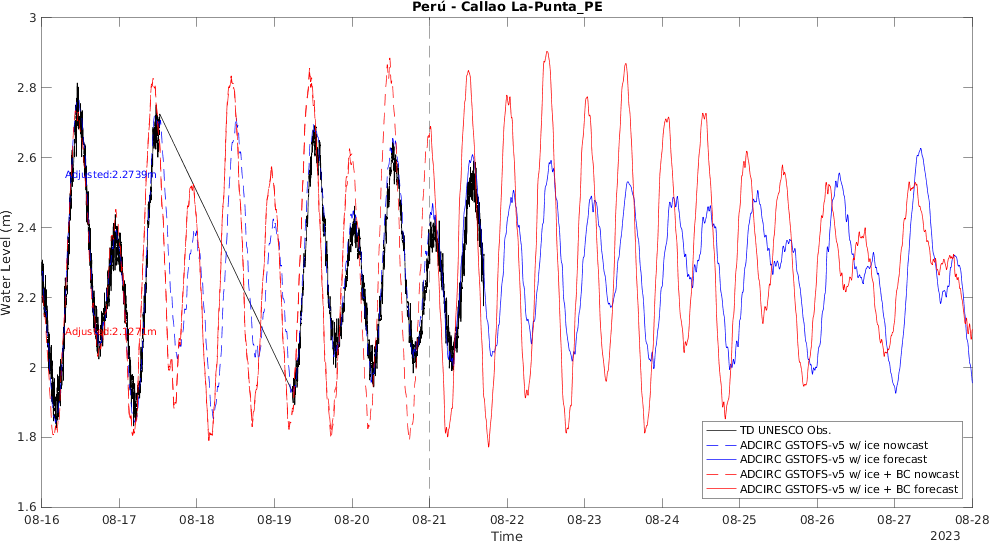 Perú - Callao La-Punta_PE
3
2.8
2.6
2.4
2.2
2
1.8
1.6
Water Level (m)
Adjusted:2.2739m
Adjusted:2.1271m
TD UNESCO Obs.
ADCIRC GSTOFS-v5 w/ ice nowcast
ADCIRC GSTOFS-v5 w/ ice forecast
ADCIRC GSTOFS-v5 w/ ice + BC nowcast
ADCIRC GSTOFS-v5 w/ ice + BC forecast
08-16 08-17 08-18 08-19 08-20 08-21 08-22 08-23 08-24 08-25 08-26 08-27 08-28
Time
2023